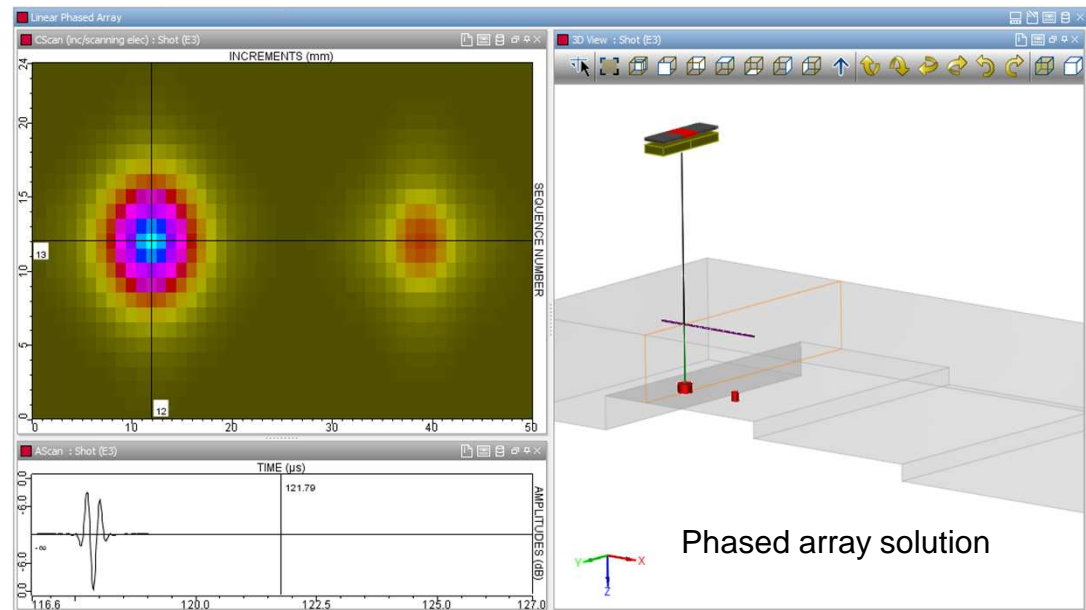 Linear Phased Array
CScan (inc/scanning elec) : Shot (E3)
INCREMENTS (mm)
24
20
15
10
5
0
13
12
0
10
20
30
40
50
SEQUENCE NUMBER
AScan : Shot (E3)
TIME (µs)
121.79
0.0
-6.0
-∞
-6.0
0.0
AMPLITUDES (dB)
116.6
120.0
122.5
125.0
127.0
3D View : Shot (E3)
Y
X
Z
Phased array solution